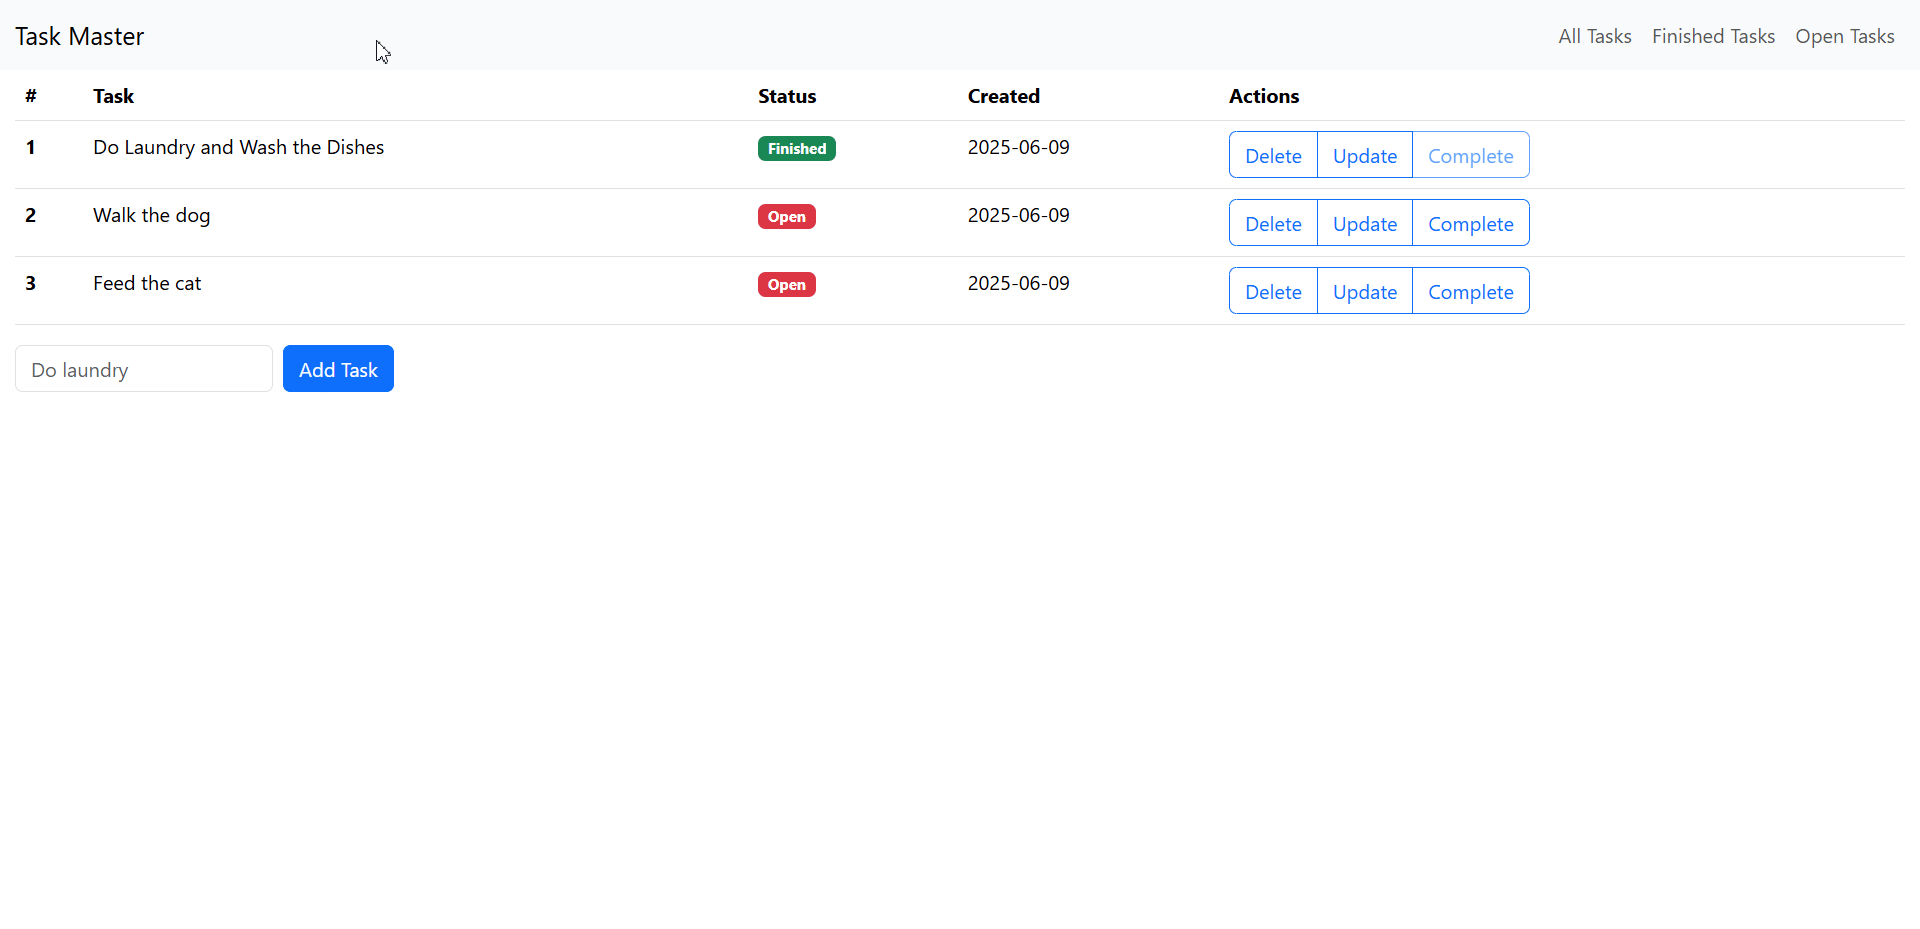 Task Master All Tasks Finished Tasks Open Tasks
# Task Status Created Actions
1 Do Laundry and Wash the Dishes Finished 2025-06-09 Delete Update Complete
2 Walk the dog Open 2025-06-09 Delete Update Complete
3 Feed the cat Open 2025-06-09 Delete Update Complete
Do laundry Add Task